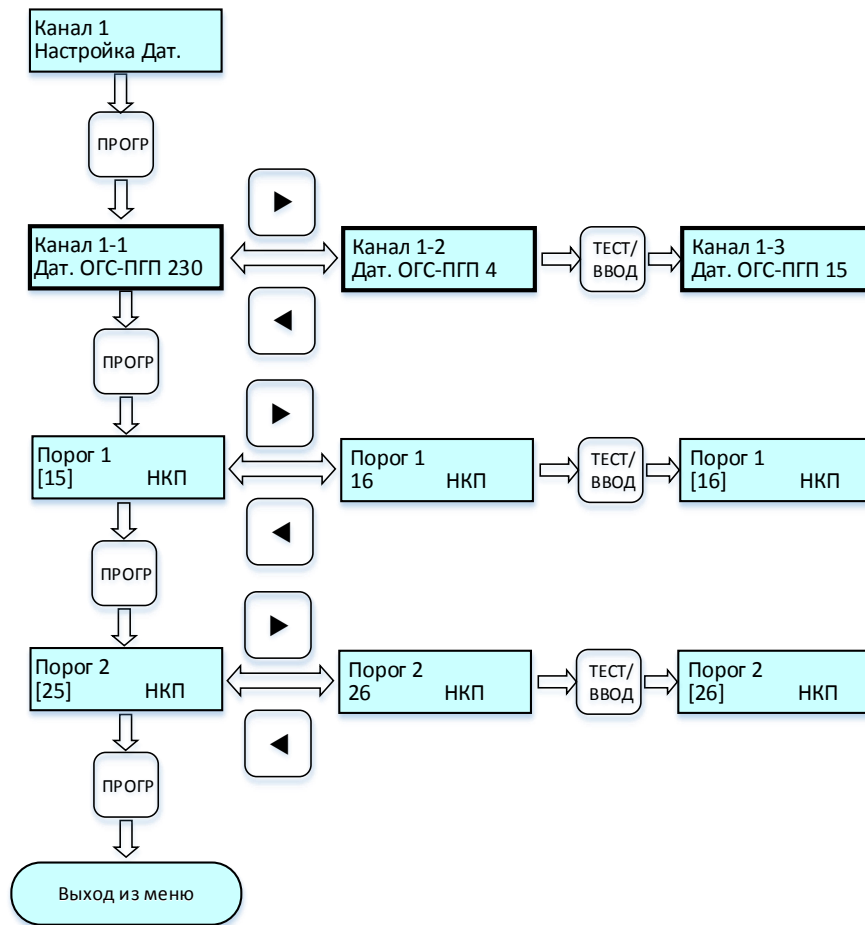 Канал 1
Настройка Дат.
ПРОГР
Канал 1-1
Дат. ОГС-ПГП 230
Канал 1-2
Дат. ОГС-ПГП 4
ТЕСТ/
ВВОД
Канал 1-3
Дат. ОГС-ПГП 15
ПРОГР
Порог 1
[15] НКП
Порог 1
16 НКП
ТЕСТ/
ВВОД
Порог 1
[16] НКП
ПРОГР
Порог 2
[25] НКП
Порог 2
26 НКП
ТЕСТ/
ВВОД
Порог 2
[26] НКП
ПРОГР
Выход из меню